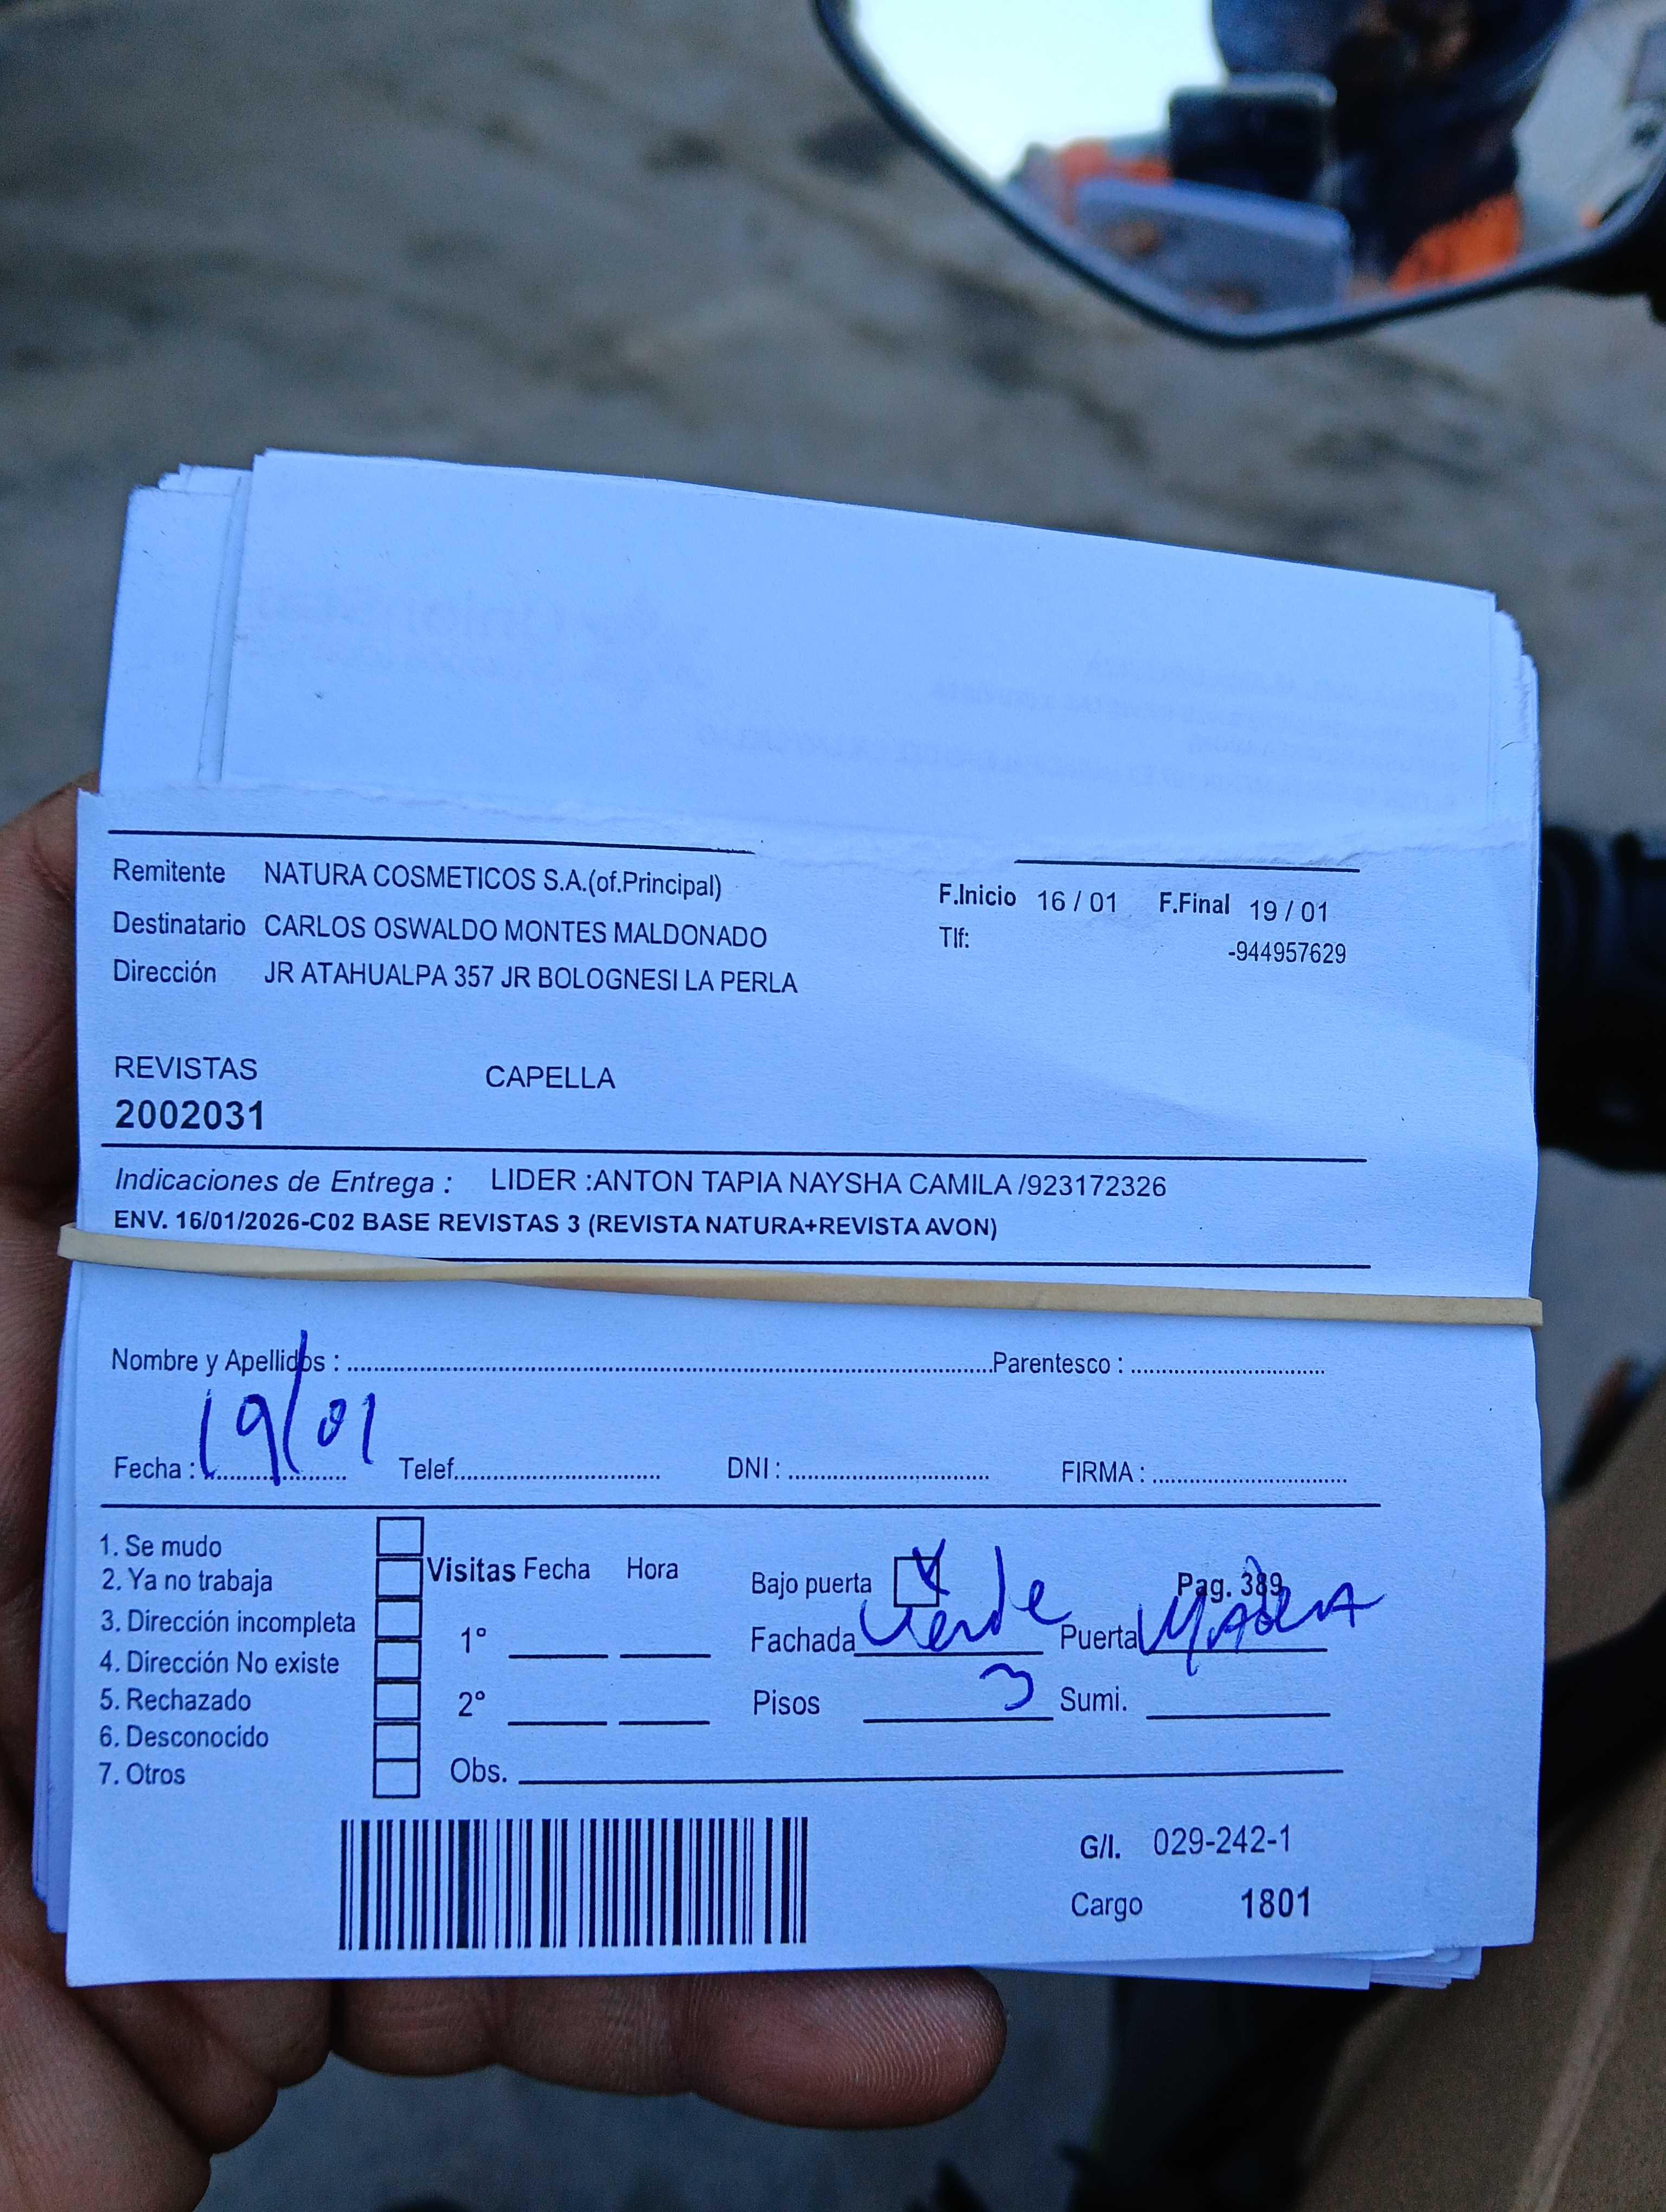 Remitente NATURA COSMETICOS S.A.(of.Principal)
F.Inicio 16 / 01 F.Final 19 / 01
Destinatario CARLOS OSWALDO MONTES MALDONADO
Tlf: -944957629
Dirección JR ATAHUALPA 357 JR BOLOGNESI LA PERLA
REVISTAS CAPELLA
2002031
Indicaciones de Entrega : LIDER :ANTON TAPIA NAYSHA CAMILA /923172326
ENV. 16/01/2026-C02 BASE REVISTAS 3 (REVISTA NATURA+REVISTA AVON)
Nombre y Apellidos : Parentesco :
Fecha : 19/01 Telef. DNI : FIRMA :
1. Se mudo
2. Ya no trabaja
3. Dirección incompleta
4. Dirección No existe
5. Rechazado
6. Desconocido
7. Otros
Visitas Fecha Hora
1°
2°
Obs.
Bajo puerta Pag. 389
Fachada Verde Puerta
Pisos 3 Sumi.
G/I. 029-242-1
Cargo 1801